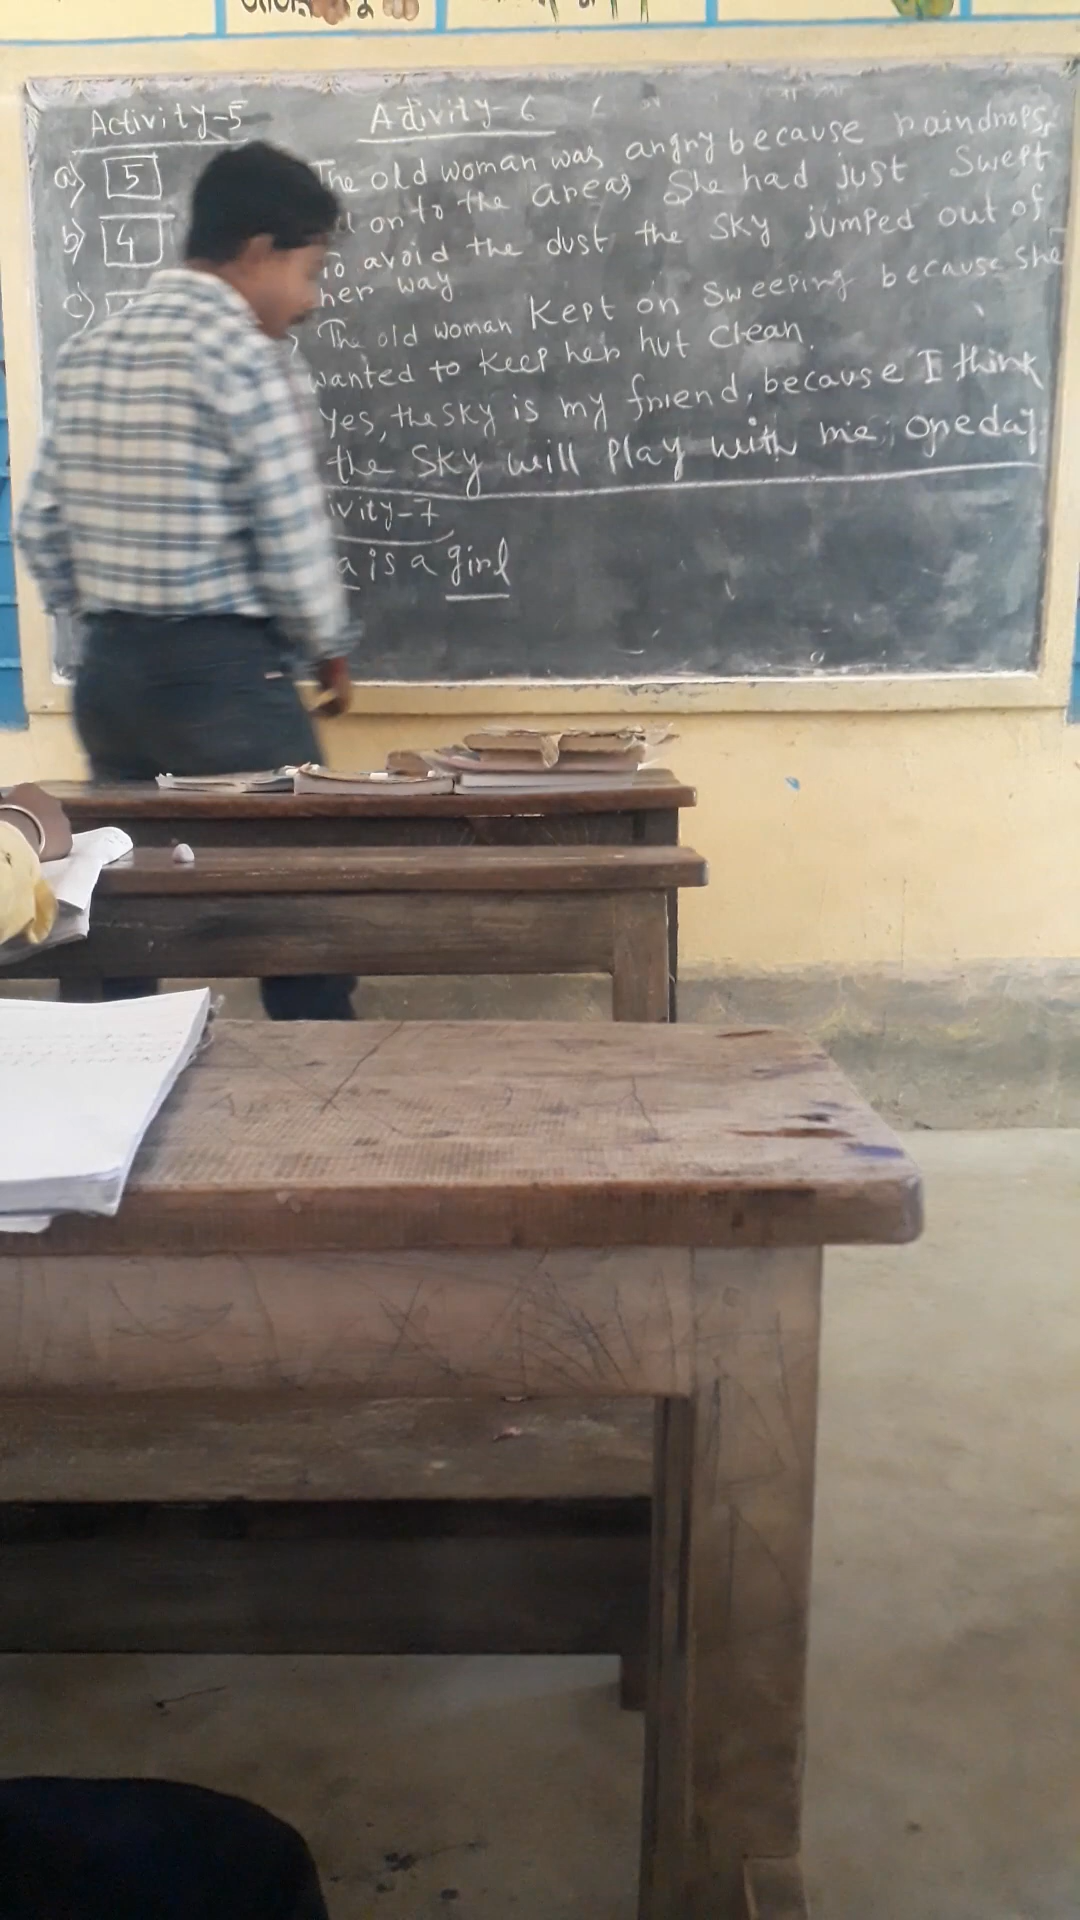 Activity-5
a) 5
b) 4
c)
Activity-6
The old woman was angry because raindrops
on to the areas She had just Swept
To avoid the dust the sky jumped out of
her way
The old woman kept on sweeping because she
wanted to keep her hut clean.
Yes, the sky is my friend, because I think
the sky will play with me, oneday.
ivity-7
a is a girl